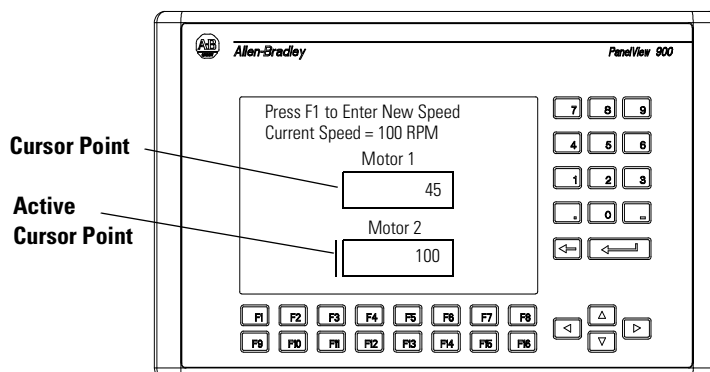 AB
Allen-Bradley
PanelView 900
Press F1 to Enter New Speed
Current Speed = 100 RPM
Cursor Point
Motor 1
45
Active
Cursor Point
Motor 2
100
7 8 9
4 5 6
1 2 3
. 0 -
F1 F2 F3 F4 F5 F6 F7 F8
F9 F10 F11 F12 F13 F14 F15 F16